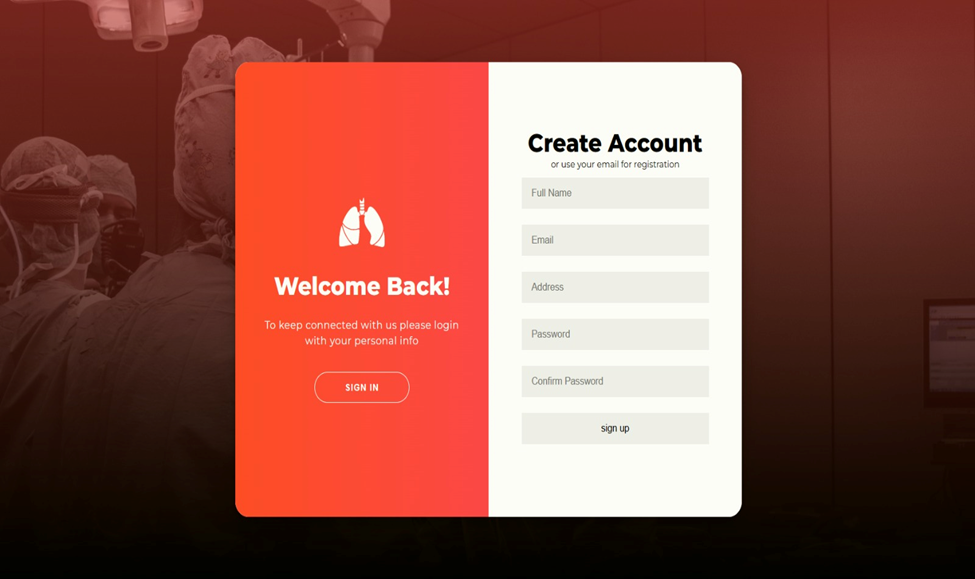 Welcome Back!
To keep connected with us please login
with your personal info
SIGN IN
Create Account
or use your email for registration
Full Name
Email
Address
Password
Confirm Password
sign up